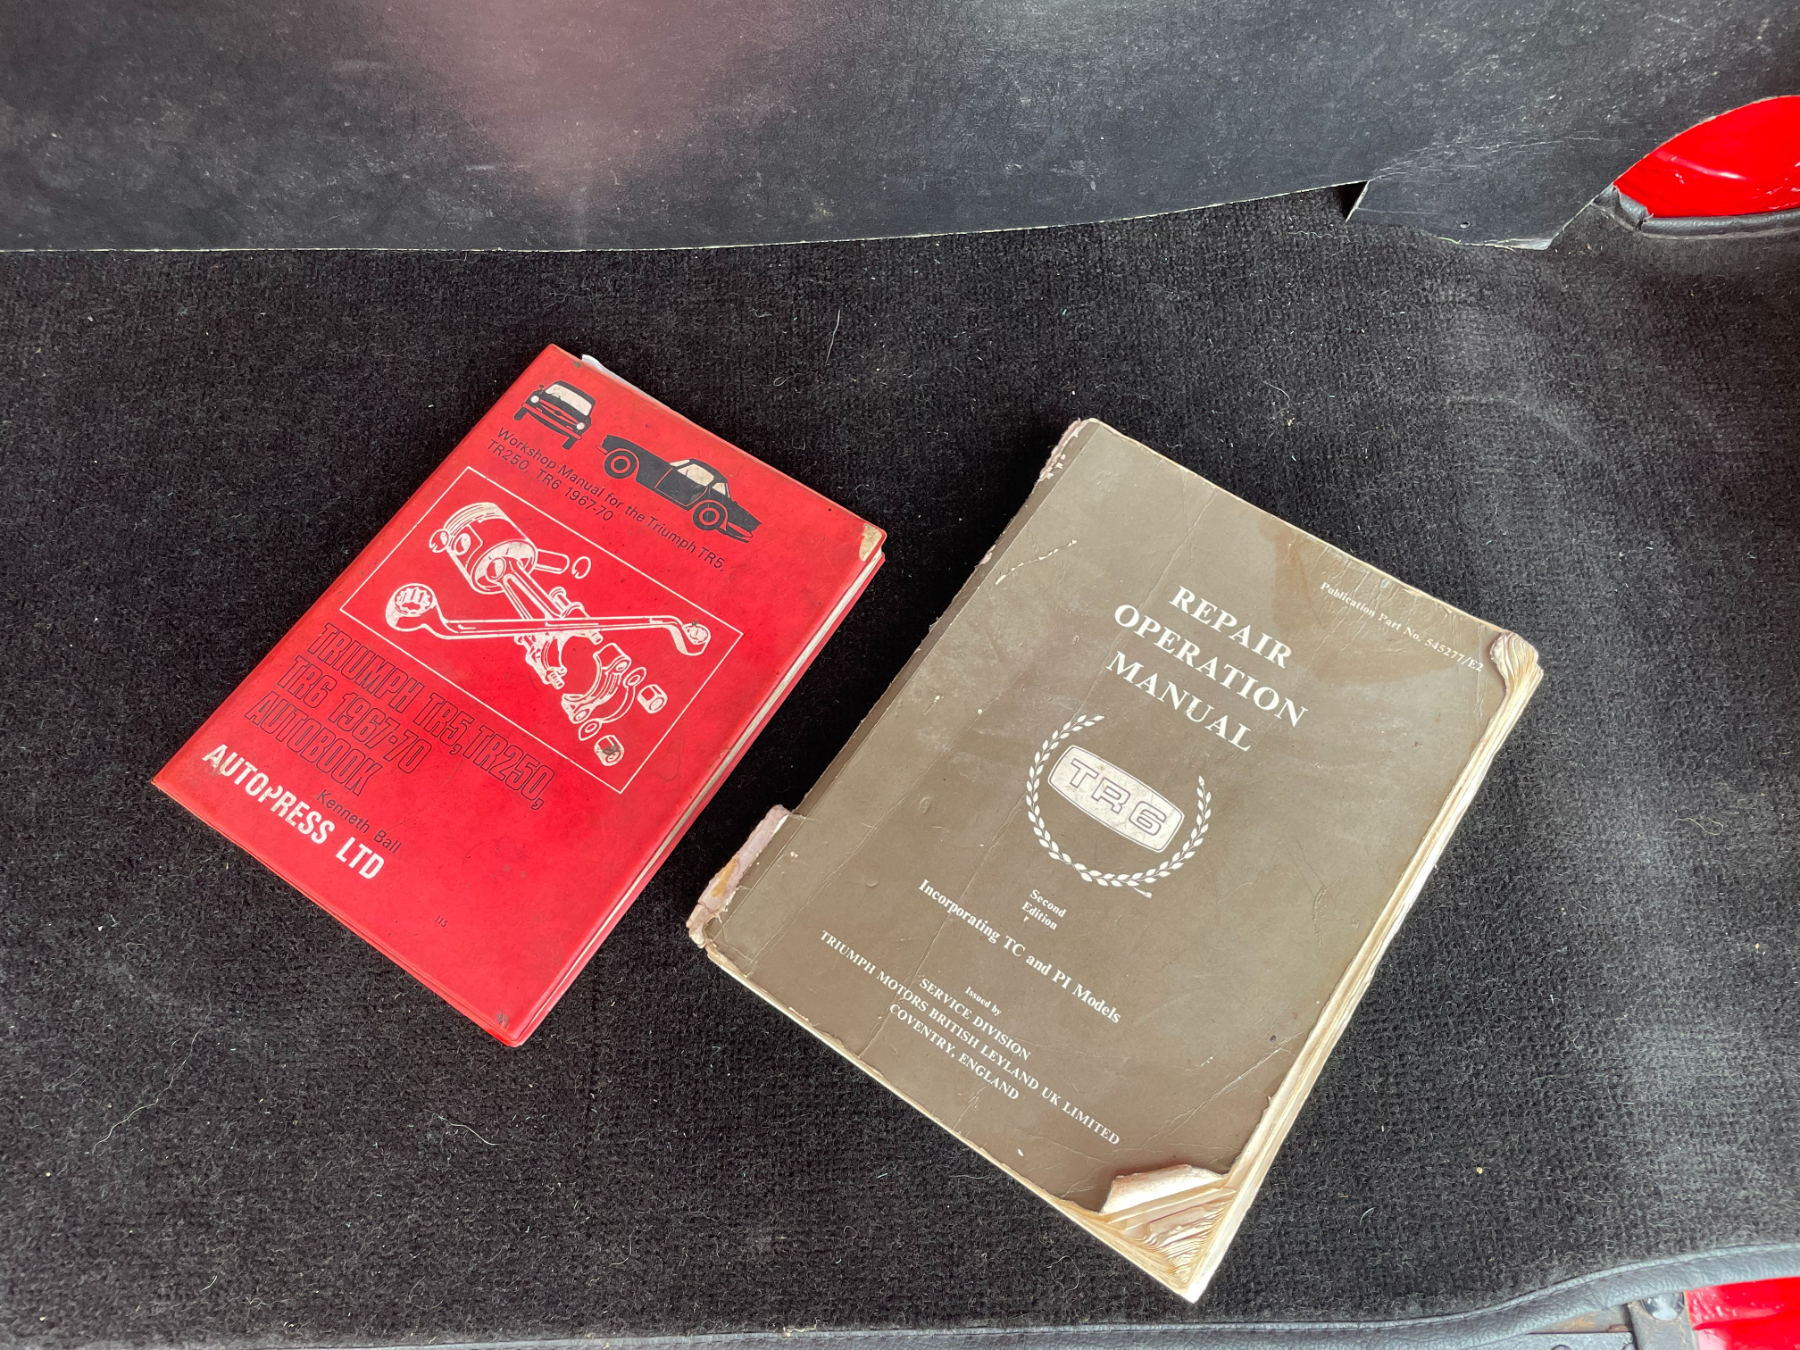 Workshop Manual for the Triumph TR5,
TR250, TR6 1967-70
TRIUMPH TR5, TR250,
TR6 1967-70
AUTOBOOK
Kenneth Ball
AUTOPRESS LTD
Publication Part No. 545277/E2
REPAIR
OPERATION
MANUAL
TR6
Second
Edition
Incorporating TC and PI Models
Issued by
SERVICE DIVISION
TRIUMPH MOTORS BRITISH LEYLAND UK LIMITED
COVENTRY, ENGLAND